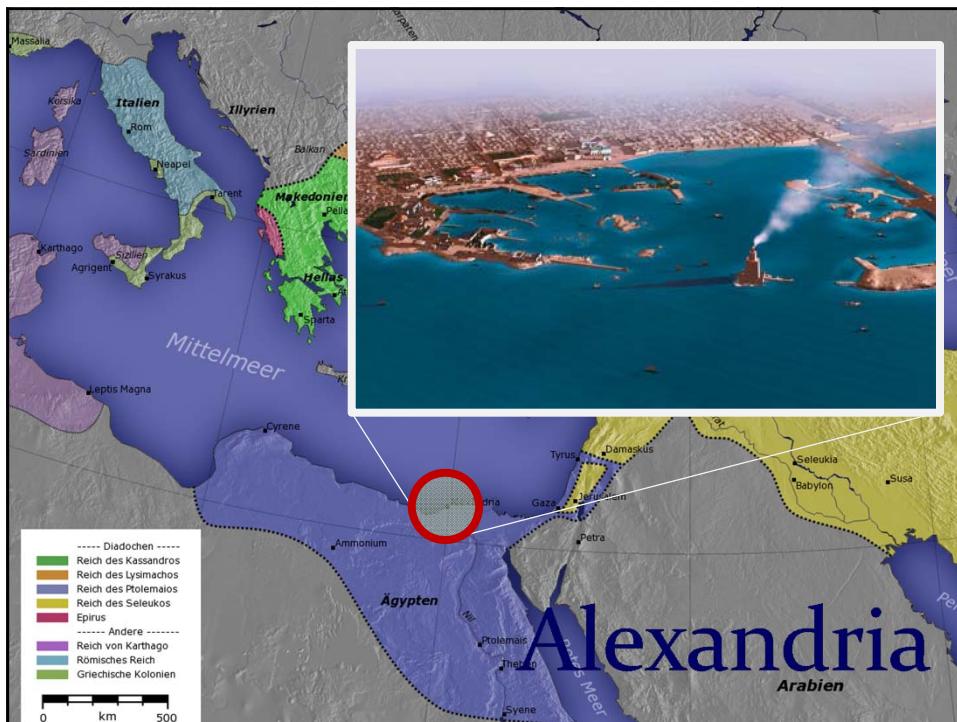 Massalia
Korsika
Sardinien
Italien
Rom
Neapel
Tarent
Illyrien
Balkan
Makedonien
Pella
Hellas
Sparta
Karthago
Sizilien
Agrigent
Syrakus
Mittelmeer
Leptis Magna
Cyrene
Tyrus
Damaskus
Gaza
Jerusalem
Petra
Seleukia
Babylon
Susa
Ammonium
Ägypten
Nil
Ptolemais
Theben
Syene
Meer
Arabien
Alexandria
----- Diadochen -----
Reich des Kassandros
Reich des Lysimachos
Reich des Ptolemaios
Reich des Seleukos
Epirus
----- Andere -----
Reich von Karthago
Römisches Reich
Griechische Kolonien
0 km 500